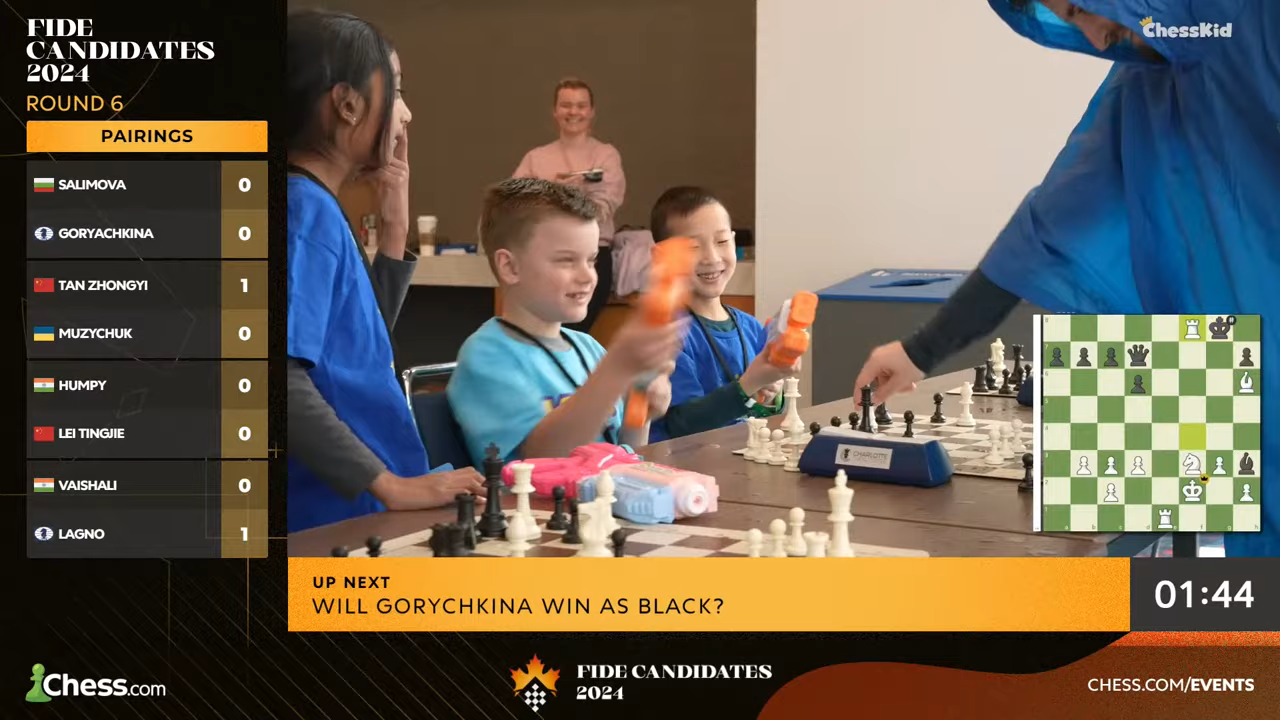 FIDE
CANDIDATES
2024
ROUND 6
PAIRINGS
SALIMOVA 0
GORYACHKINA 0
TAN ZHONGYI 1
MUZYCHUK 0
HUMPY 0
LEI TINGJIE 0
VAISHALI 0
LAGNO 1
ChessKid
CHARLOTTE
UP NEXT
WILL GORYCHKINA WIN AS BLACK?
01:44
Chess.com
FIDE CANDIDATES
2024
CHESS.COM/EVENTS